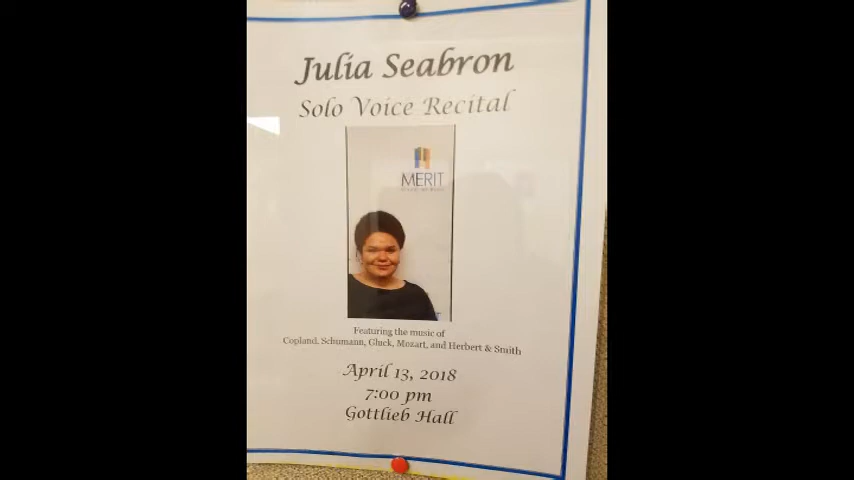 Julia Seabron
Solo Voice Recital
MERIT
Featuring the music of
Copland, Schumann, Gluck, Mozart, and Herbert & Smith
April 13, 2018
7:00 pm
Gottlieb Hall